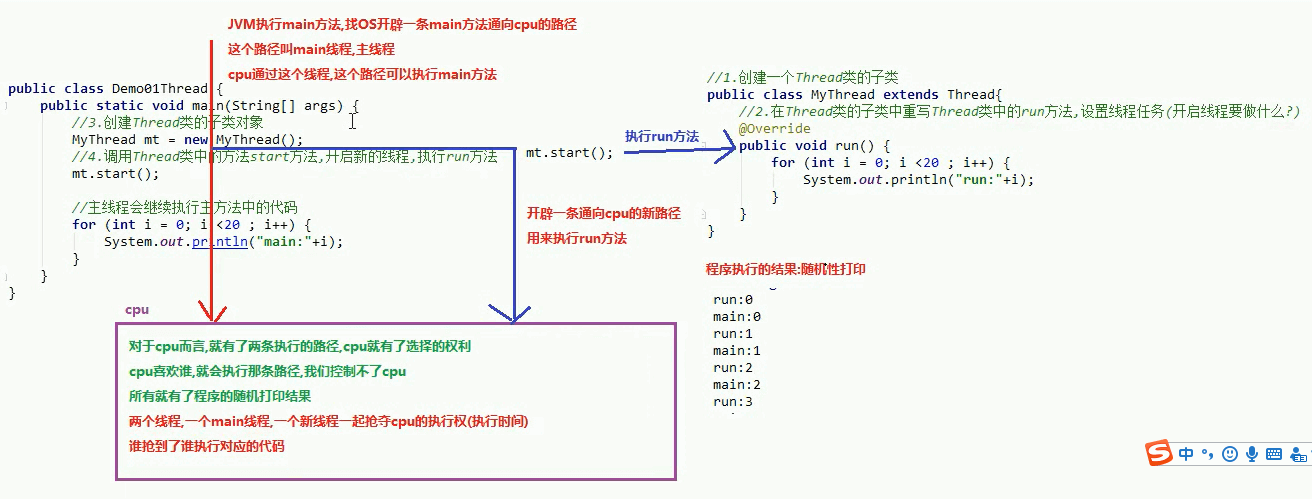 JVM执行main方法,找OS开辟一条main方法通向cpu的路径
这个路径叫main线程,主线程
cpu通过这个线程,这个路径可以执行main方法
public class Demo01Thread {
public static void main(String[] args) {
//3.创建Thread类的子类对象
MyThread mt = new MyThread();
//4.调用Thread类中的方法start方法,开启新的线程,执行run方法
mt.start();
//主线程会继续执行主方法中的代码
for (int i = 0; i <20 ; i++) {
System.out.println("main:"+i);
}
}
}
mt.start();
执行run方法
开辟一条通向cpu的新路径
用来执行run方法
//1.创建一个Thread类的子类
public class MyThread extends Thread{
//2.在Thread类的子类中重写Thread类中的run方法,设置线程任务(开启线程要做什么?)
@Override
public void run() {
for (int i = 0; i <20 ; i++) {
System.out.println("run:"+i);
}
}
}
程序执行的结果:随机性打印
run:0
main:0
run:1
main:1
run:2
main:2
run:3
cpu
对于cpu而言,就有了两条执行的路径,cpu就有了选择的权利
cpu喜欢谁,就会执行那条路径,我们控制不了cpu
所有就有了程序的随机打印结果
两个线程,一个main线程,一个新线程一起抢夺cpu的执行权(执行时间)
谁抢到了谁执行对应的代码
S 中